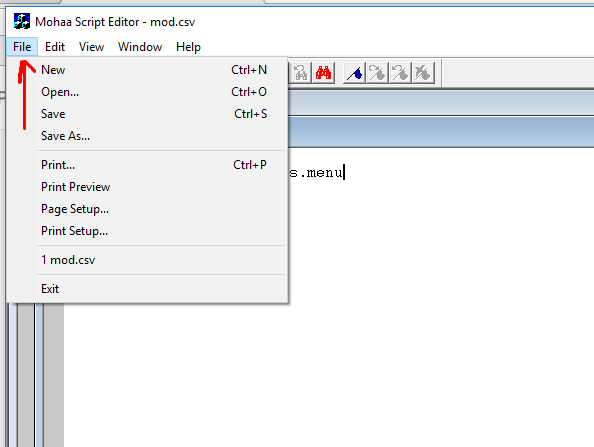 Mohaa Script Editor - mod.csv
File Edit View Window Help
New Ctrl+N
Open... Ctrl+O
Save Ctrl+S
Save As...
s.menu
Print... Ctrl+P
Print Preview
Page Setup...
Print Setup...
1 mod.csv
Exit